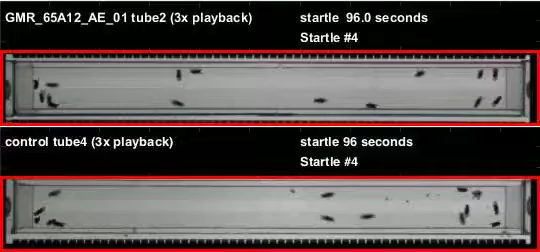 GMR_65A12_AE_01 tube2 (3x playback)
startle  96.0 seconds
Startle #4
control tube4 (3x playback)
startle 96 seconds
Startle #4